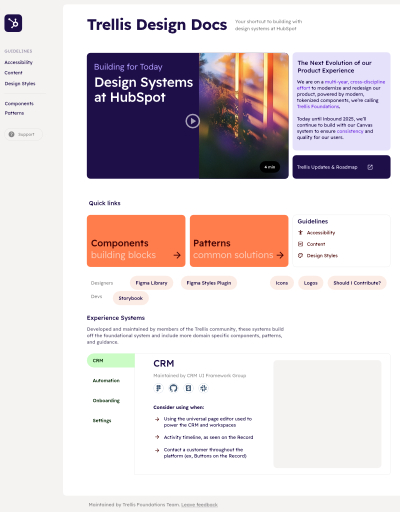 Trellis Design Docs
Your shortcut to building with
design systems at HubSpot
GUIDELINES
Accessibility
Content
Design Styles
Components
Patterns
Support
Building for Today
Design Systems
at HubSpot
4 min
The Next Evolution of our
Product Experience
We are on a multi-year, cross-discipline
effort to modernize and redesign our
product, powered by modern,
tokenized components, we're calling
Trellis Foundations.
Today until Inbound 2025, we'll
continue to build with our Canvas
system to ensure consistency and
quality for our users.
Trellis Updates & Roadmap
Quick links
Components
building blocks
Patterns
common solutions
Guidelines
Accessibility
Content
Design Styles
Designers
Figma Library
Figma Styles Plugin
Icons
Logos
Should I Contribute?
Devs
Storybook
Experience Systems
Developed and maintained by members of the Trellis community, these systems build
off the foundational system and include more domain specific components, patterns,
and guidance.
CRM
Automation
Onboarding
Settings
CRM
Maintained by CRM UI Framework Group
Consider using when:
Using the universal page editor used to
power the CRM and workspaces
Activity timeline, as seen on the Record
Contact a customer throughout the
platform (ex, Buttons on the Record)
Maintained by Trellis Foundations Team. Leave feedback